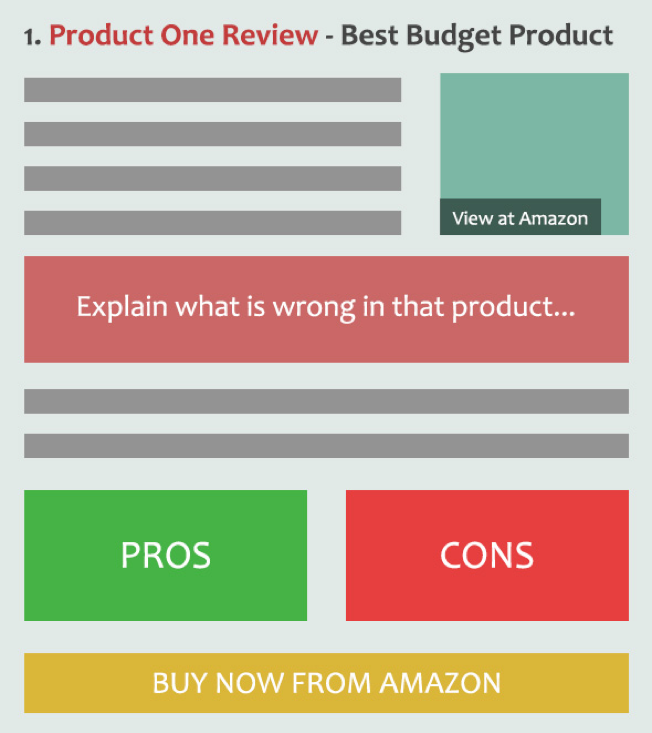 1. Product One Review - Best Budget Product
View at Amazon
Explain what is wrong in that product...
PROS
CONS
BUY NOW FROM AMAZON